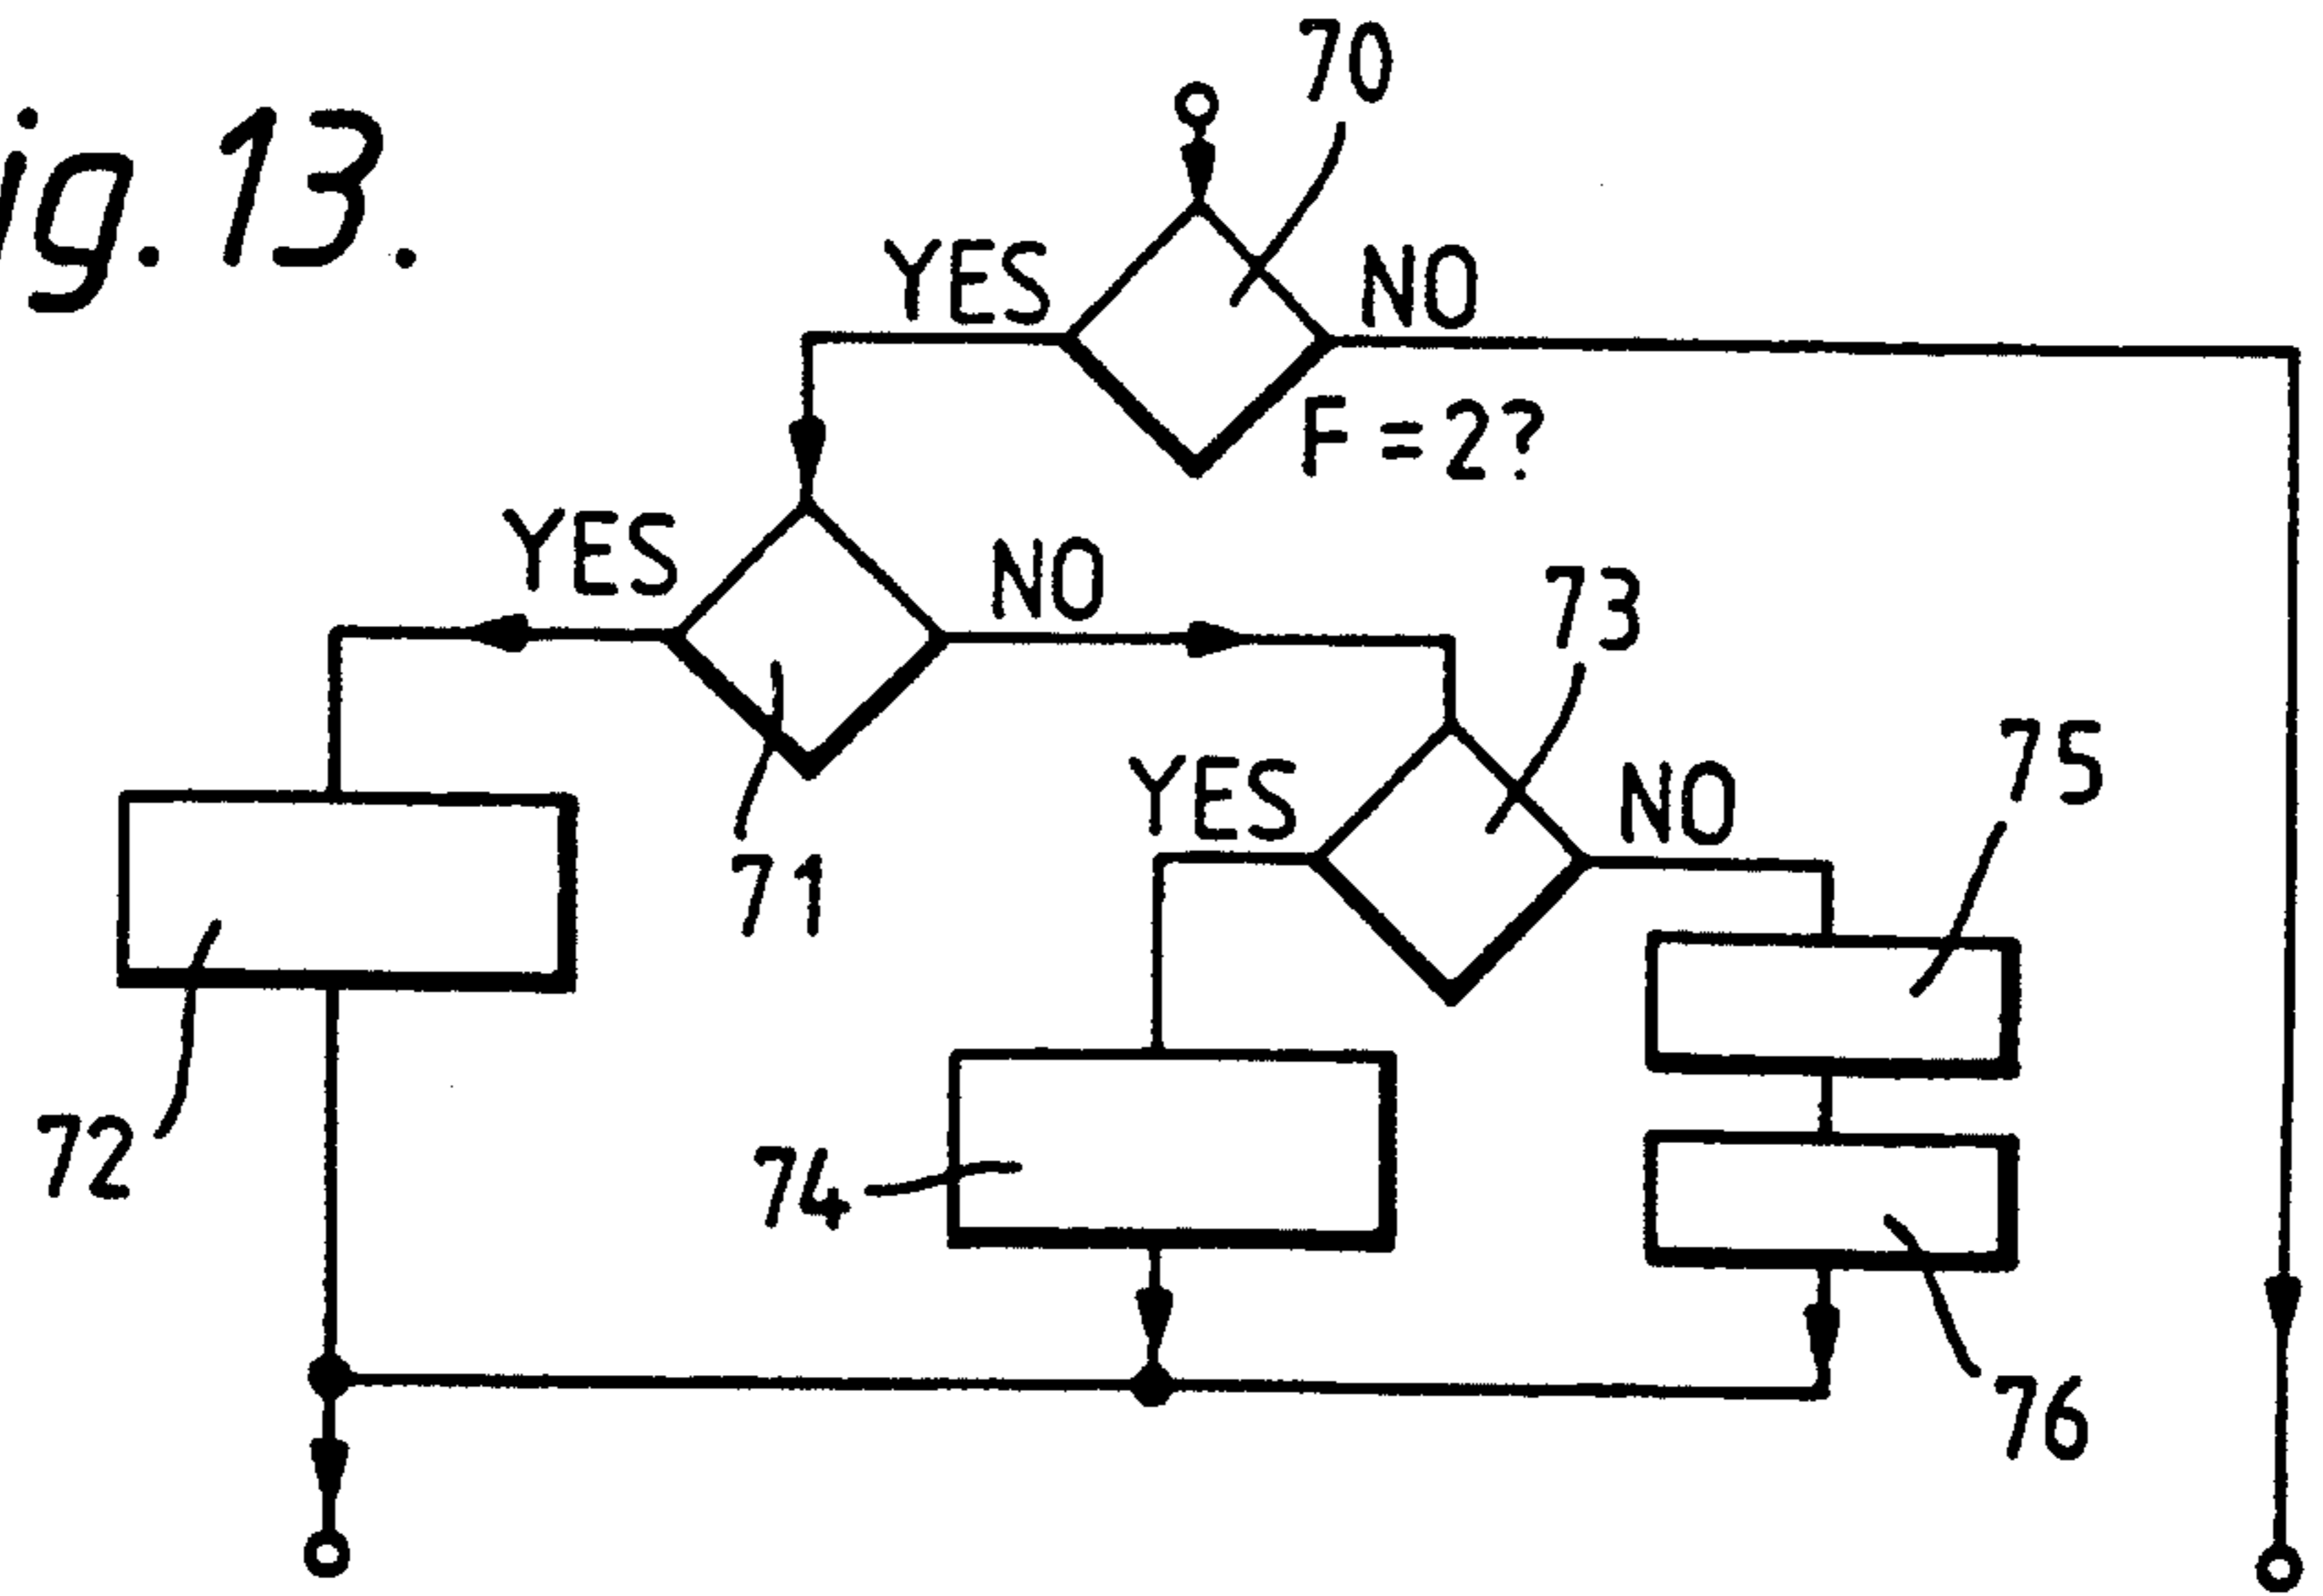 ig. 13.
70
YES
NO
F = 2?
YES
NO
73
YES
NO
75
71
72
74
76